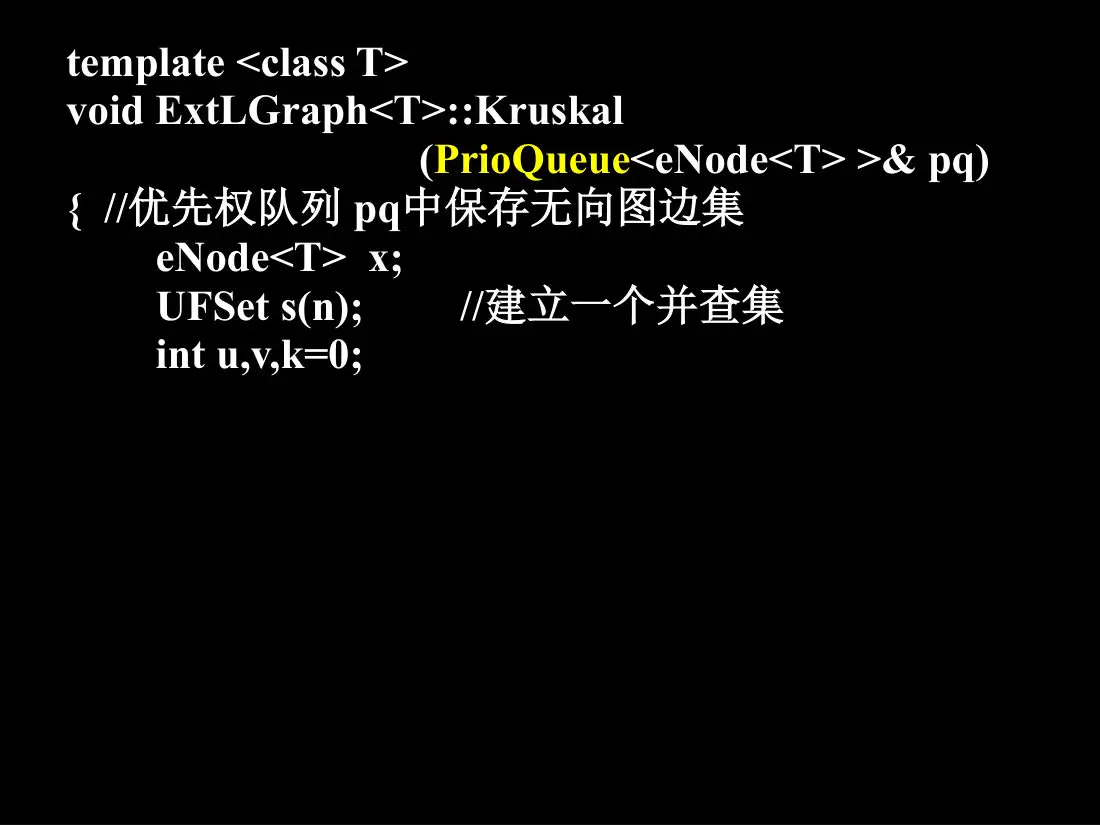 template <class T>
void ExtLGraph<T>::Kruskal
(PrioQueue<eNode<T> >& pq)
{ //优先权队列 pq中保存无向图边集
eNode<T> x;
UFSet s(n); //建立一个并查集
int u,v,k=0;